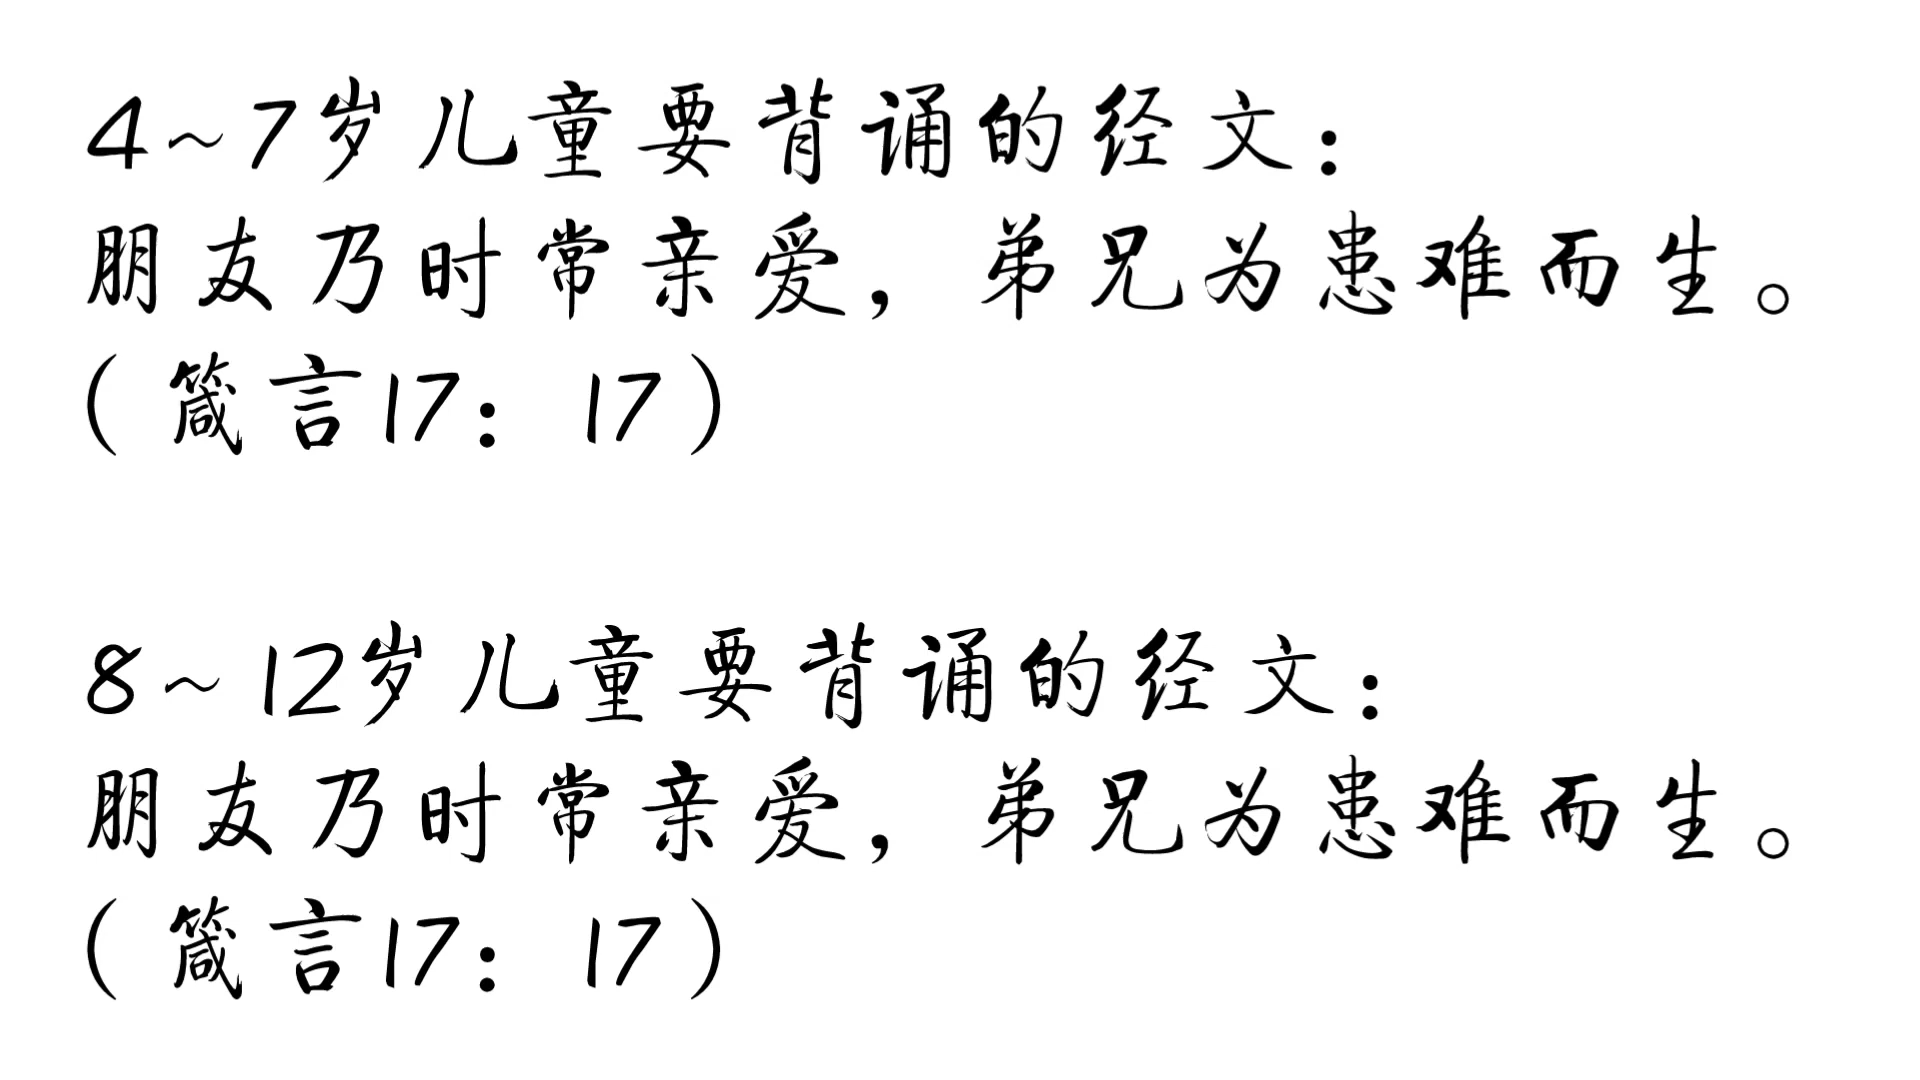 4~7岁儿童要背诵的经文：
朋友乃时常亲爱，弟兄为患难而生。
（箴言17：17）
8~12岁儿童要背诵的经文：
朋友乃时常亲爱，弟兄为患难而生。
（箴言17：17）